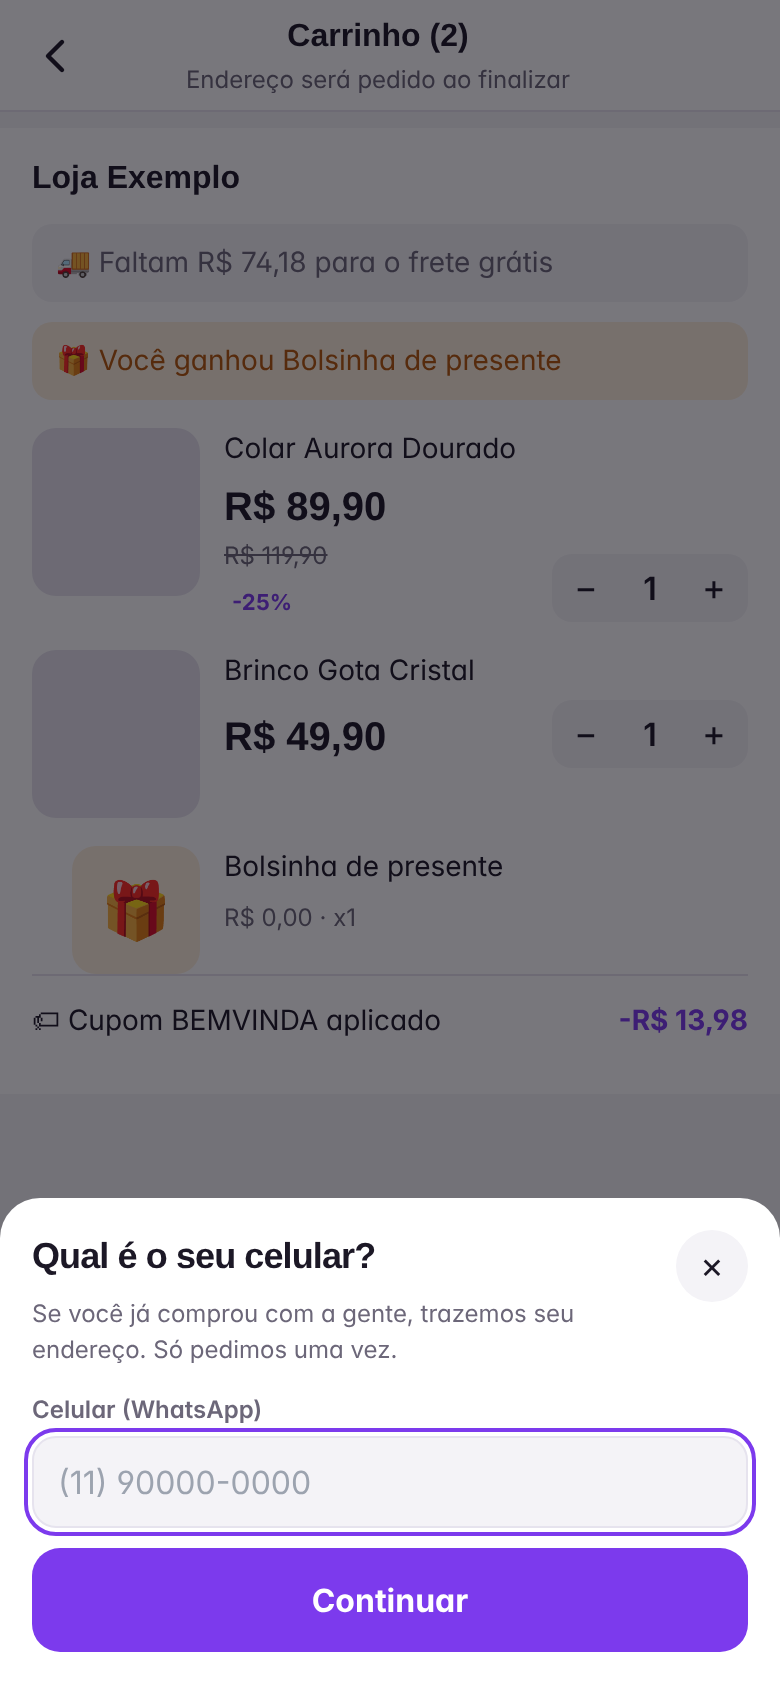 Carrinho (2)
Endereço será pedido ao finalizar
Loja Exemplo
🚚 Faltam R$ 74,18 para o frete grátis
🎁 Você ganhou Bolsinha de presente
Colar Aurora Dourado
R$ 89,90
R$ 119,90
-25%
− 1 +
Brinco Gota Cristal
R$ 49,90
− 1 +
Bolsinha de presente
R$ 0,00 · x1
🏷 Cupom BEMVINDA aplicado
-R$ 13,98
Qual é o seu celular?
Se você já comprou com a gente, trazemos seu
endereço. Só pedimos uma vez.
Celular (WhatsApp)
(11) 90000-0000
Continuar